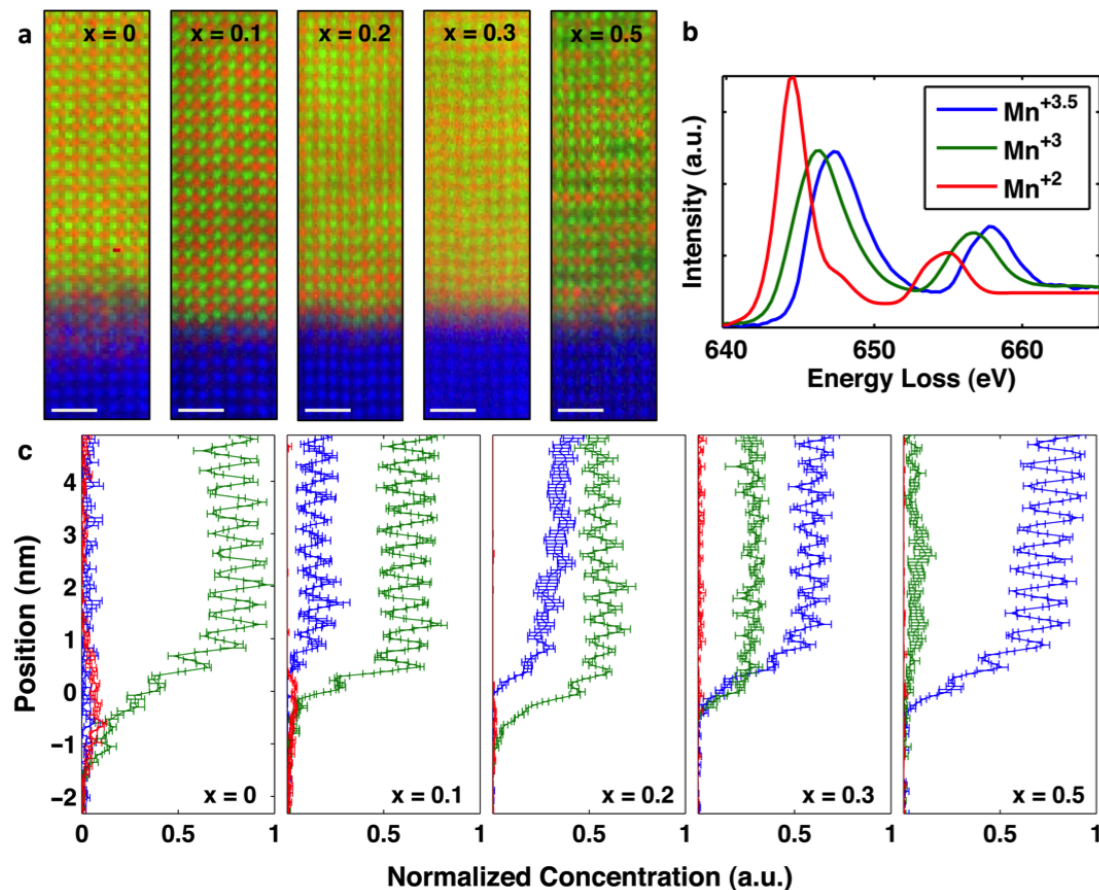 a
x = 0
x = 0.1
x = 0.2
x = 0.3
x = 0.5
b
Intensity (a.u.)
Mn+3.5
Mn+3
Mn+2
640
650
660
Energy Loss (eV)
c
Position (nm)
4
3
2
1
0
−1
−2
x = 0
x = 0.1
x = 0.2
x = 0.3
x = 0.5
0
0.5
1
0.5
1
0.5
1
0.5
1
0.5
1
Normalized Concentration (a.u.)